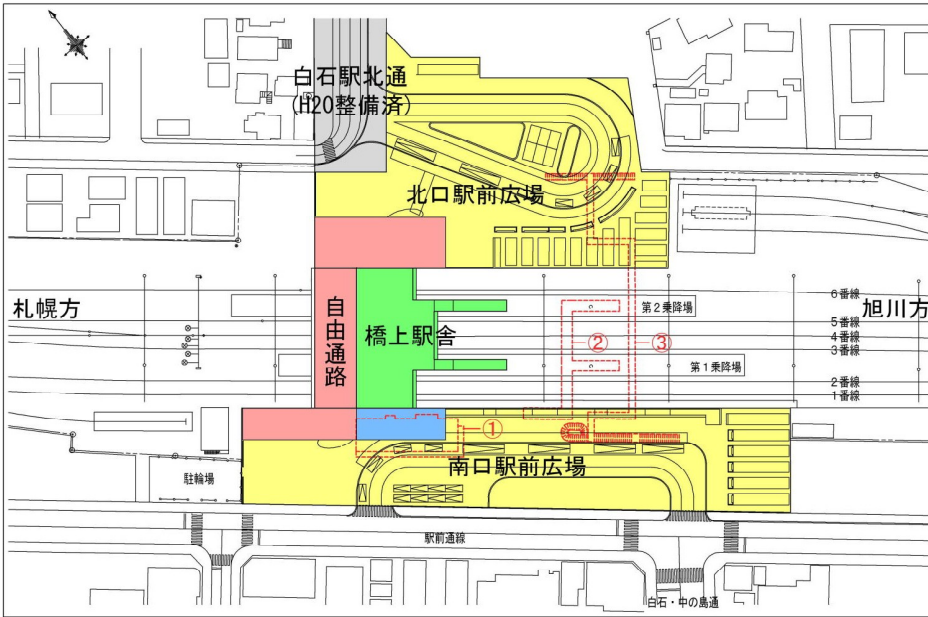 白石駅北通
(H20整備済)
北口駅前広場
札幌方
自由通路
橋上駅舎
②
③
第2乗降場
第1乗降場
6番線
5番線
4番線
3番線
2番線
1番線
旭川方
①
南口駅前広場
駐輪場
駅前通線
白石・中の島通